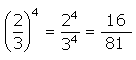 (2/3)^4 = 2^4/3^4 = 16/81